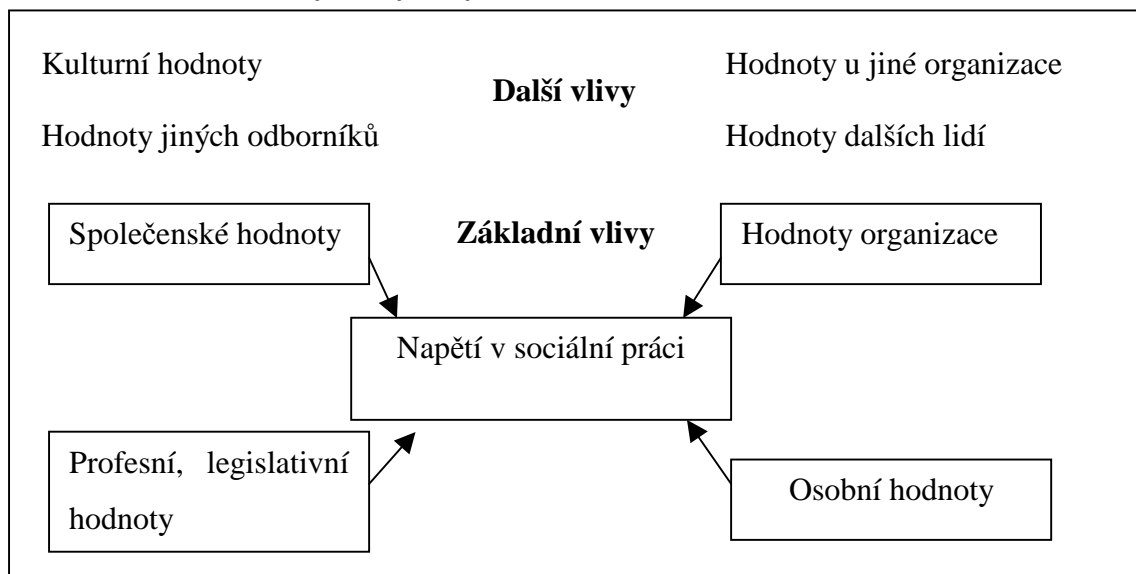 Kulturní hodnoty
Další vlivy
Hodnoty u jiné organizace
Hodnoty jiných odborníků
Hodnoty dalších lidí
Společenské hodnoty
Základní vlivy
Hodnoty organizace
Napětí v sociální práci
Profesní, legislativní
hodnoty
Osobní hodnoty